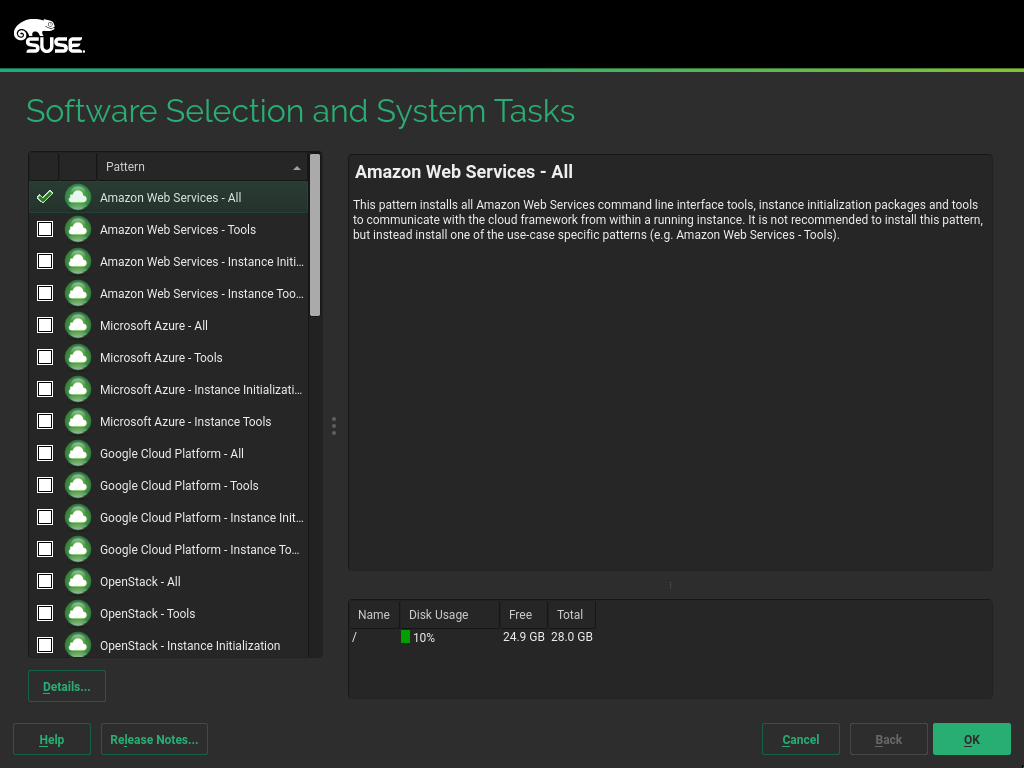 SUSE
Software Selection and System Tasks
Pattern
Amazon Web Services - All
Amazon Web Services - Tools
Amazon Web Services - Instance Initi...
Amazon Web Services - Instance Too...
Microsoft Azure - All
Microsoft Azure - Tools
Microsoft Azure - Instance Initializati...
Microsoft Azure - Instance Tools
Google Cloud Platform - All
Google Cloud Platform - Tools
Google Cloud Platform - Instance Init...
Google Cloud Platform - Instance To...
OpenStack - All
OpenStack - Tools
OpenStack - Instance Initialization
Details...
Amazon Web Services - All
This pattern installs all Amazon Web Services command line interface tools, instance initialization packages and tools
to communicate with the cloud framework from within a running instance. It is not recommended to install this pattern,
but instead install one of the use-case specific patterns (e.g. Amazon Web Services - Tools).
Name Disk Usage Free Total
/ 10% 24.9 GB 28.0 GB
Help Release Notes... Cancel Back OK